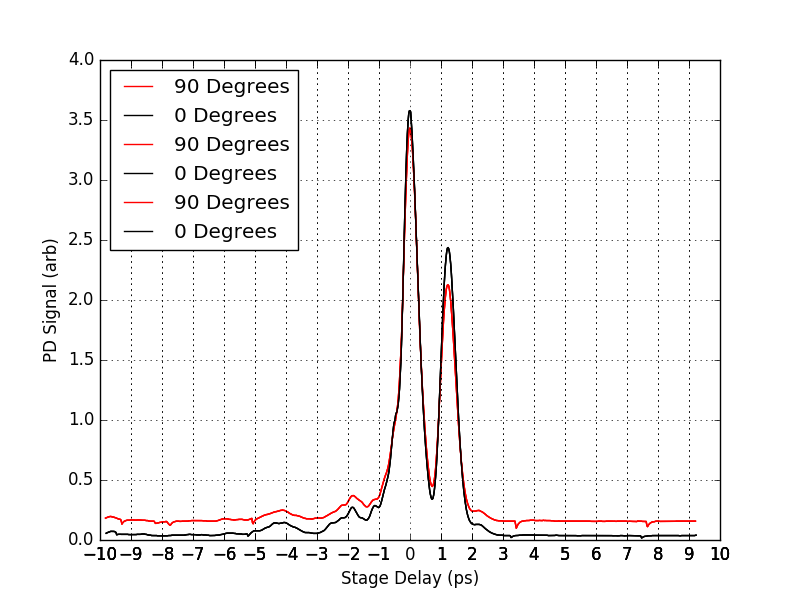 4.0
3.5
3.0
2.5
2.0
1.5
1.0
0.5
0.0
PD Signal (arb)
90 Degrees
0 Degrees
90 Degrees
0 Degrees
90 Degrees
0 Degrees
−10 −9 −8 −7 −6 −5 −4 −3 −2 −1 0 1 2 3 4 5 6 7 8 9 10
Stage Delay (ps)